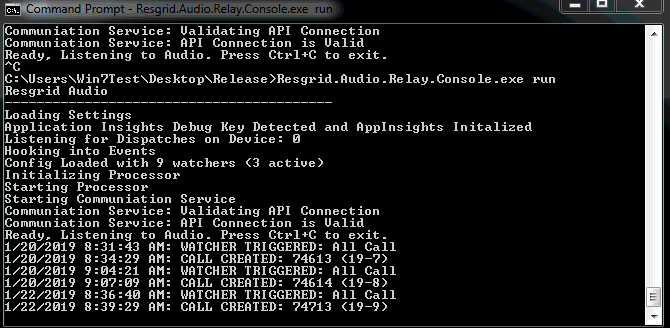 Command Prompt - Resgrid.Audio.Relay.Console.exe run
Communiation Service: Validating API Connection
Communiation Service: API Connection is Valid
Ready, Listening to Audio. Press Ctrl+C to exit.
^C
C:\Users\Win7Test\Desktop\Release>Resgrid.Audio.Relay.Console.exe run
Resgrid Audio
-----------------------------------------
Loading Settings
Application Insights Debug Key Detected and AppInsights Initalized
Listening for Dispatches on Device: 0
Hooking into Events
Config Loaded with 9 watchers (3 active)
Initializing Processor
Starting Processor
Starting Communiation Service
Communiation Service: Validating API Connection
Communiation Service: API Connection is Valid
Ready, Listening to Audio. Press Ctrl+C to exit.
1/20/2019 8:31:43 AM: WATCHER TRIGGERED: All Call
1/20/2019 8:34:29 AM: CALL CREATED: 74613 (19-7)
1/20/2019 9:04:21 AM: WATCHER TRIGGERED: All Call
1/20/2019 9:07:09 AM: CALL CREATED: 74614 (19-8)
1/22/2019 8:36:40 AM: WATCHER TRIGGERED: All Call
1/22/2019 8:39:29 AM: CALL CREATED: 74713 (19-9)